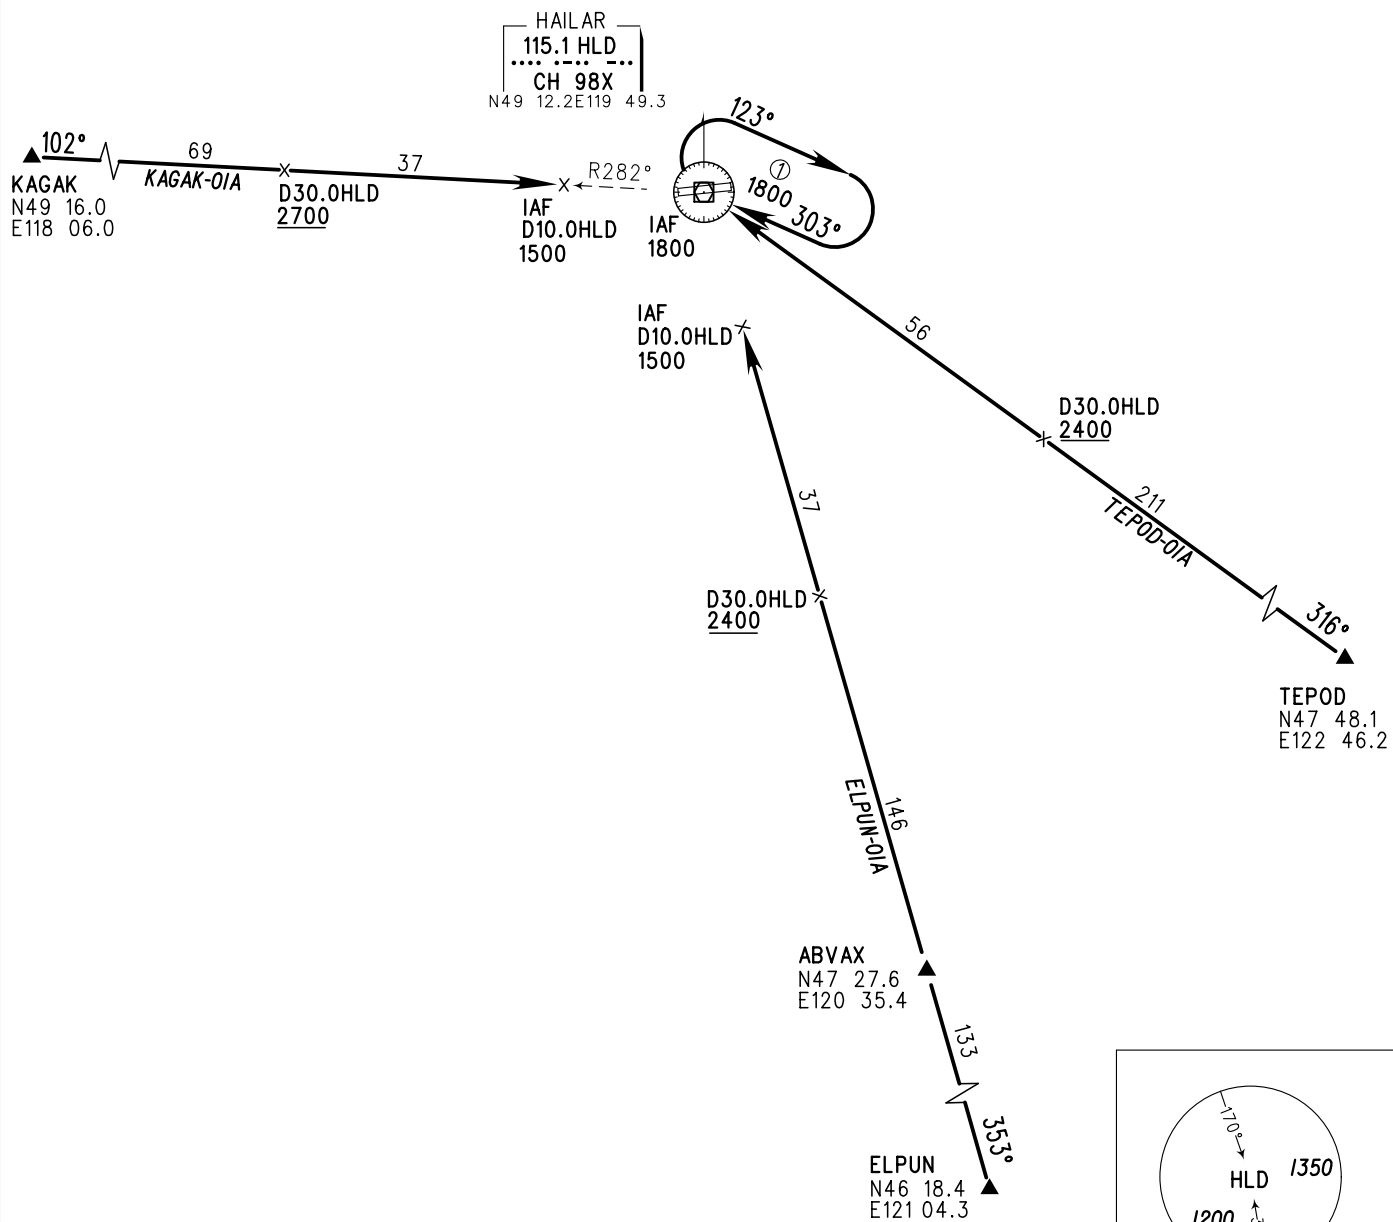 HAILAR
115.1 HLD
CH 98X
N49 12.2E119 49.3
123°
①
1800
303°
102°
69
KAGAK-01A
37
R282°
KAGAK
N49 16.0
E118 06.0
D30.0HLD
2700
IAF
D10.0HLD
1500
IAF
1800
IAF
D10.0HLD
1500
56
D30.0HLD
2400
211
TEPOD-01A
316°
TEPOD
N47 48.1
E122 46.2
37
D30.0HLD
2400
146
ELPUN-01A
ABVAX
N47 27.6
E120 35.4
133
353°
ELPUN
N46 18.4
E121 04.3
170°
HLD
1350
1200